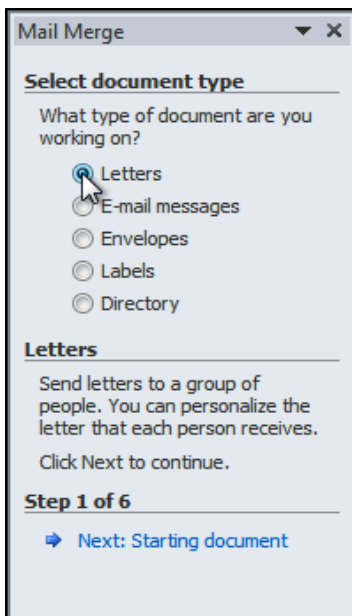 Mail Merge
Select document type
What type of document are you
working on?
Letters
E-mail messages
Envelopes
Labels
Directory
Letters
Send letters to a group of
people. You can personalize the
letter that each person receives.
Click Next to continue.
Step 1 of 6
Next: Starting document